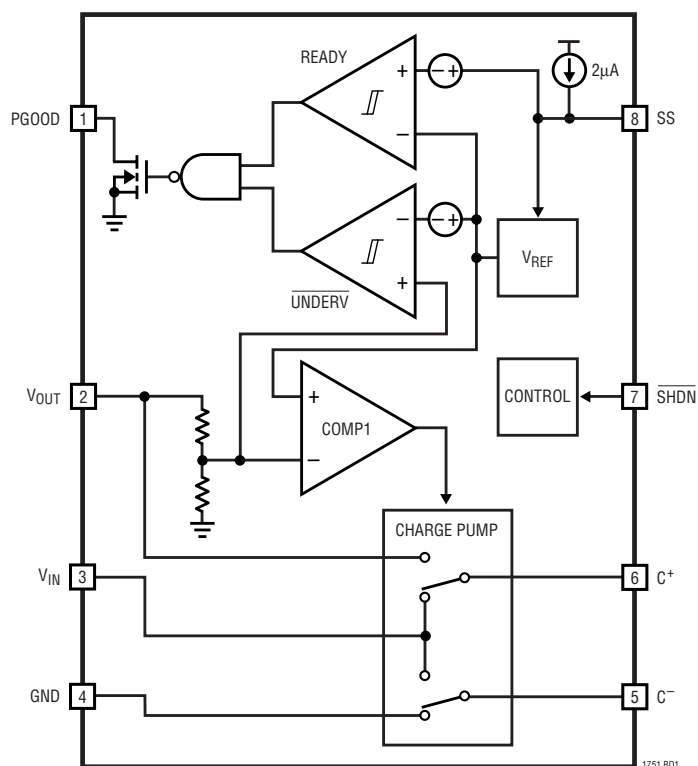 READY
+
− +
2µA
PGOOD
1
−
8
SS
−
− +
V_REF
+
UNDERV
V_OUT
2
+
COMP1
−
CONTROL
7
SHDN
CHARGE PUMP
V_IN
3
6
C⁺
GND
4
5
C⁻
1751 BD1